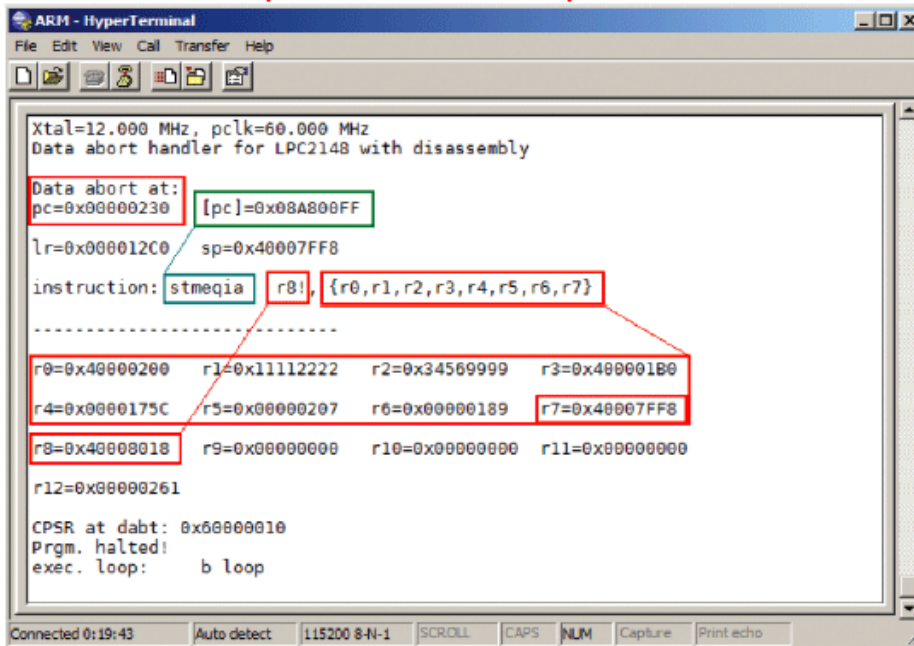 ARM - HyperTerminal
File Edit View Call Transfer Help
Xtal=12.000 MHz, pclk=60.000 MHz
Data abort handler for LPC2148 with disassembly
Data abort at:
pc=0x00000230 [pc]=0x08A800FF
lr=0x000012C0 sp=0x40007FF8
instruction: stmeqia r8!, {r0,r1,r2,r3,r4,r5,r6,r7}
------------------------------
r0=0x40000200 r1=0x11112222 r2=0x34569999 r3=0x400001B0
r4=0x0000175C r5=0x00000207 r6=0x00000189 r7=0x40007FF8
r8=0x40008018 r9=0x00000000 r10=0x00000000 r11=0x00000000
r12=0x00000261
CPSR at dabt: 0x60000010
Prgm. halted!
exec. loop: b loop
Connected 0:19:43 Auto detect 115200 8-N-1 SCROLL CAPS NUM Capture Print echo